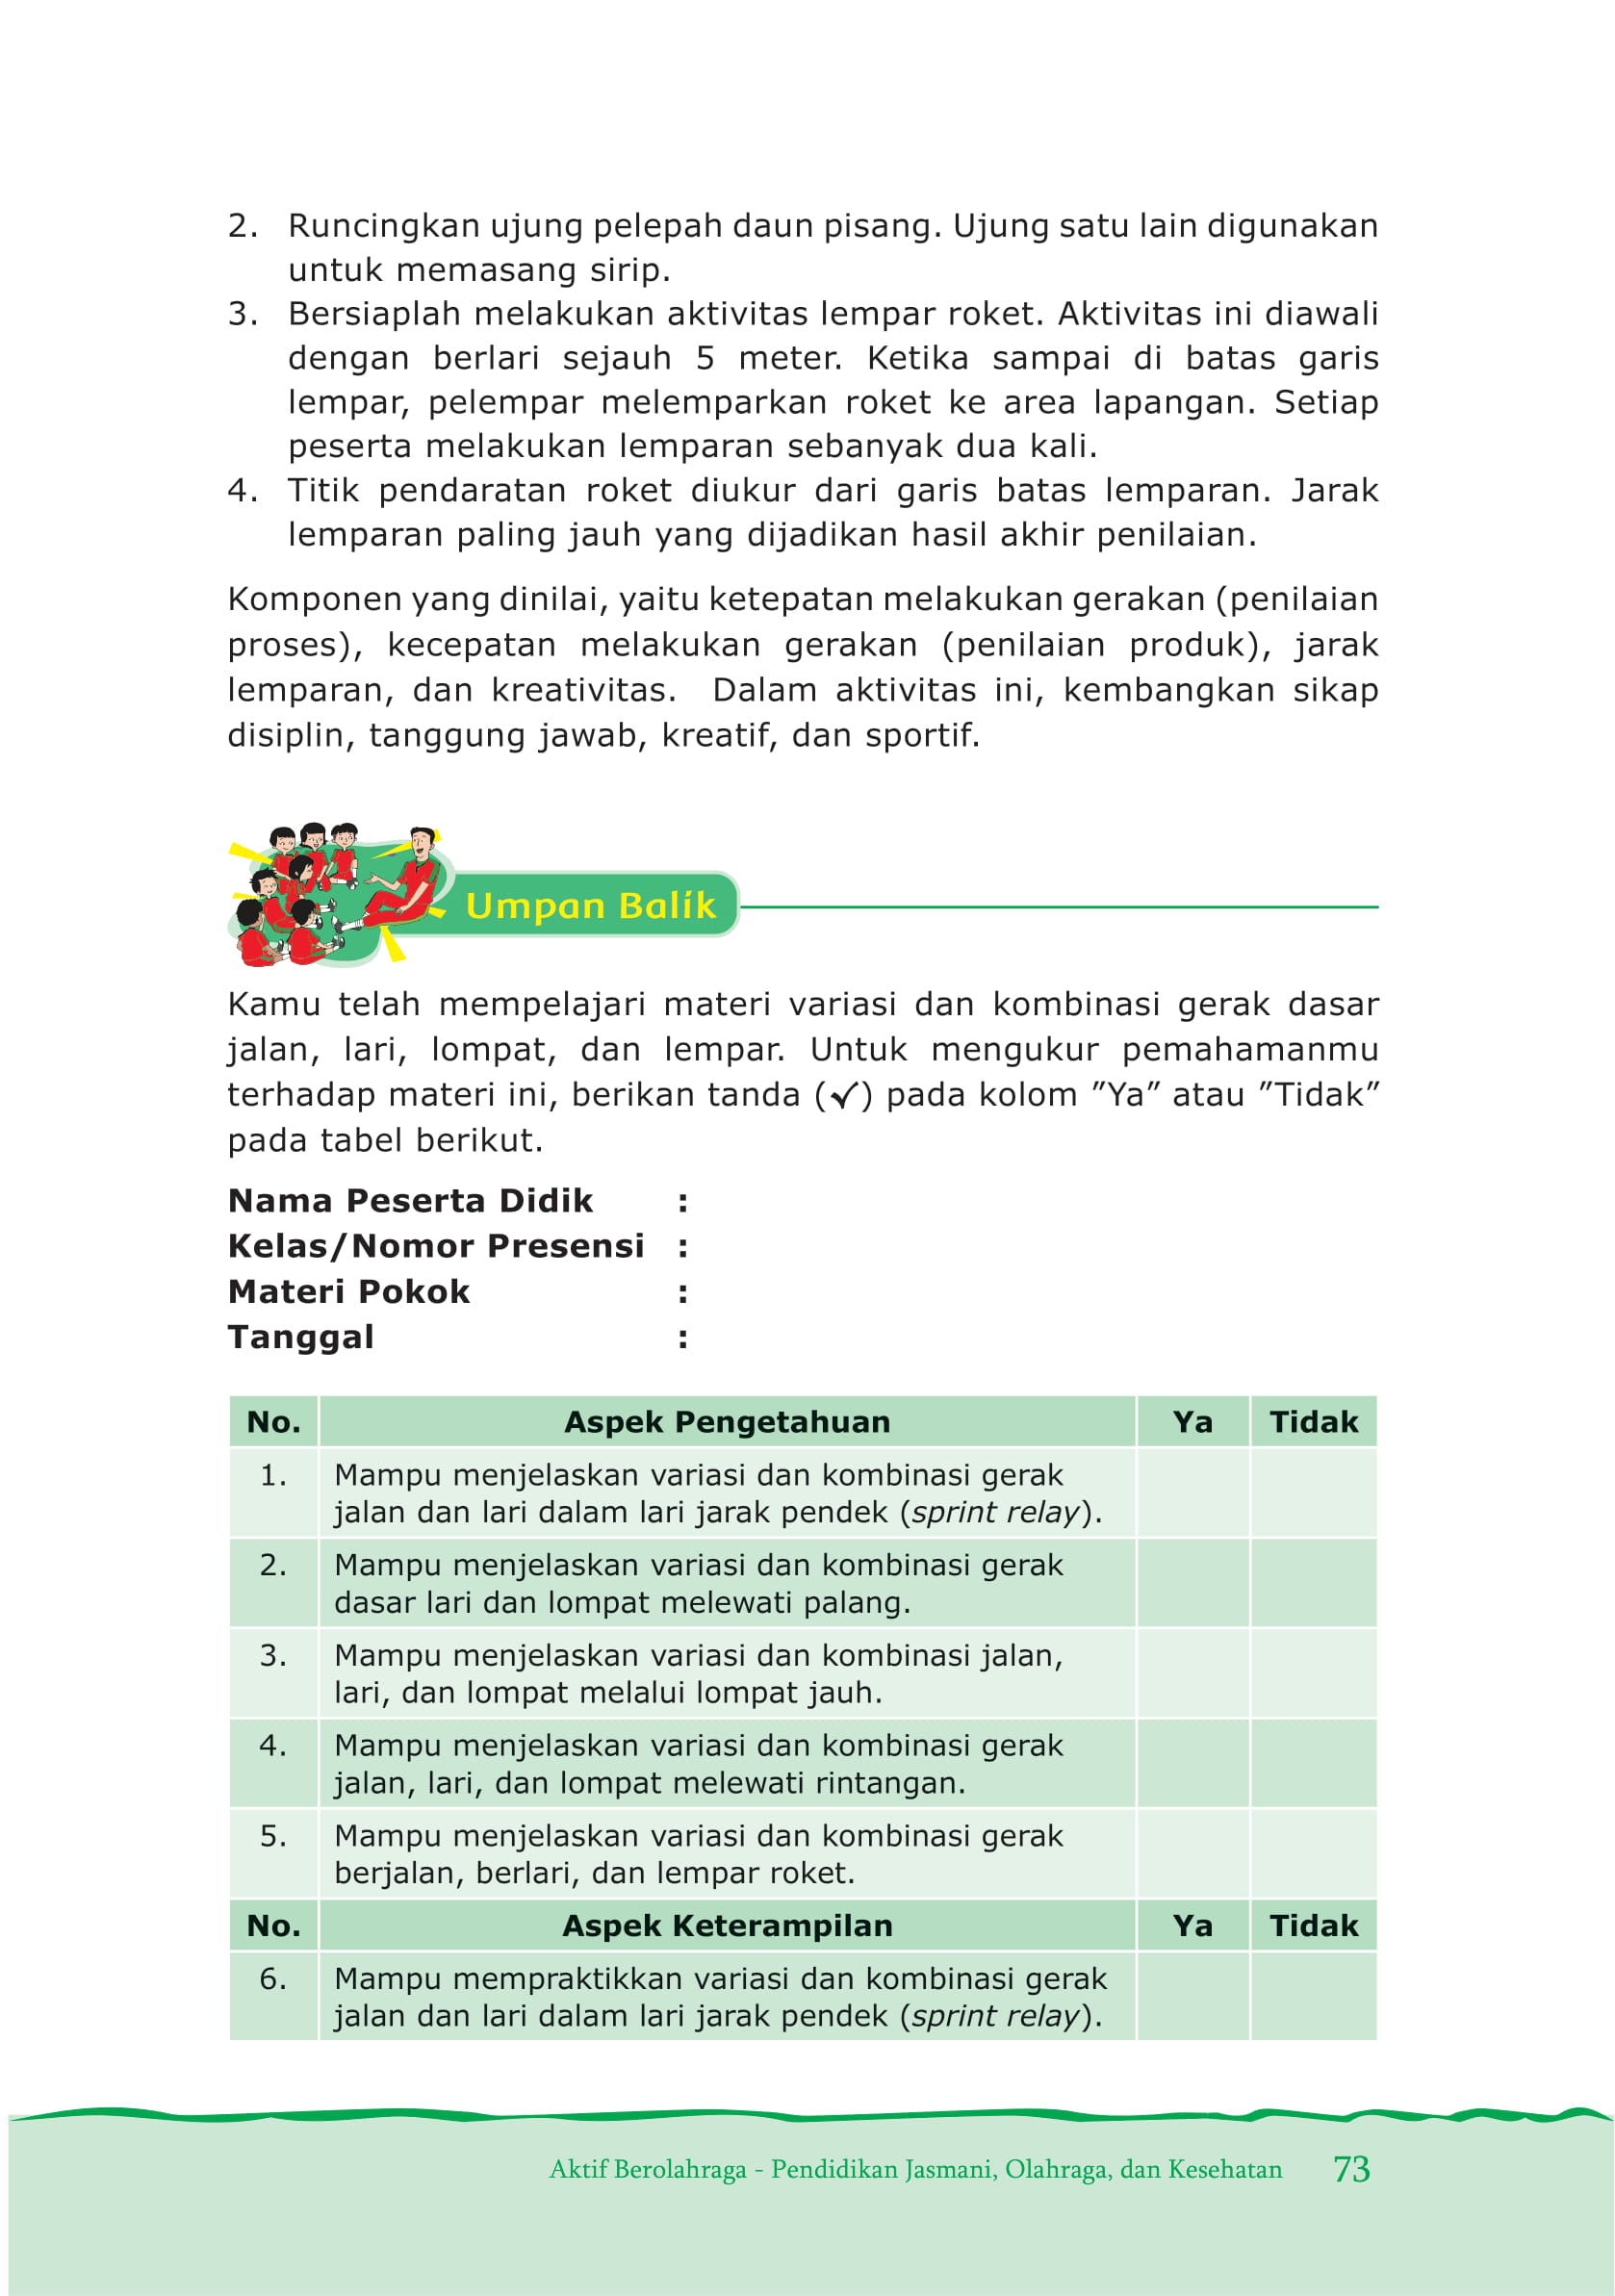 2. Runcingkan ujung pelepah daun pisang. Ujung satu lain digunakan
untuk memasang sirip.
3. Bersiaplah melakukan aktivitas lempar roket. Aktivitas ini diawali
dengan berlari sejauh 5 meter. Ketika sampai di batas garis
lempar, pelempar melemparkan roket ke area lapangan. Setiap
peserta melakukan lemparan sebanyak dua kali.
4. Titik pendaratan roket diukur dari garis batas lemparan. Jarak
lemparan paling jauh yang dijadikan hasil akhir penilaian.
Komponen yang dinilai, yaitu ketepatan melakukan gerakan (penilaian
proses), kecepatan melakukan gerakan (penilaian produk), jarak
lemparan, dan kreativitas. Dalam aktivitas ini, kembangkan sikap
disiplin, tanggung jawab, kreatif, dan sportif.
Umpan Balik
Kamu telah mempelajari materi variasi dan kombinasi gerak dasar
jalan, lari, lompat, dan lempar. Untuk mengukur pemahamanmu
terhadap materi ini, berikan tanda (✓) pada kolom ”Ya” atau ”Tidak”
pada tabel berikut.
Nama Peserta Didik :
Kelas/Nomor Presensi :
Materi Pokok :
Tanggal :
No. Aspek Pengetahuan Ya Tidak
1. Mampu menjelaskan variasi dan kombinasi gerak
jalan dan lari dalam lari jarak pendek (sprint relay).
2. Mampu menjelaskan variasi dan kombinasi gerak
dasar lari dan lompat melewati palang.
3. Mampu menjelaskan variasi dan kombinasi jalan,
lari, dan lompat melalui lompat jauh.
4. Mampu menjelaskan variasi dan kombinasi gerak
jalan, lari, dan lompat melewati rintangan.
5. Mampu menjelaskan variasi dan kombinasi gerak
berjalan, berlari, dan lempar roket.
No. Aspek Keterampilan Ya Tidak
6. Mampu mempraktikkan variasi dan kombinasi gerak
jalan dan lari dalam lari jarak pendek (sprint relay).
Aktif Berolahraga - Pendidikan Jasmani, Olahraga, dan Kesehatan 73